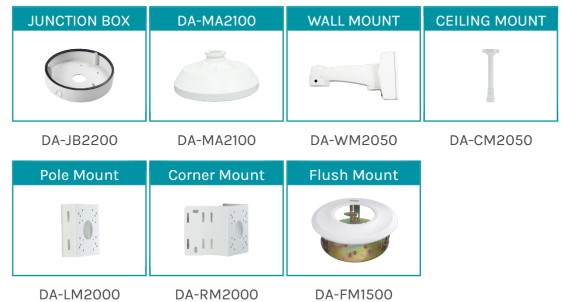 JUNCTION BOX
DA-MA2100
WALL MOUNT
CEILING MOUNT
DA-JB2200
DA-MA2100
DA-WM2050
DA-CM2050
Pole Mount
Corner Mount
Flush Mount
DA-LM2000
DA-RM2000
DA-FM1500